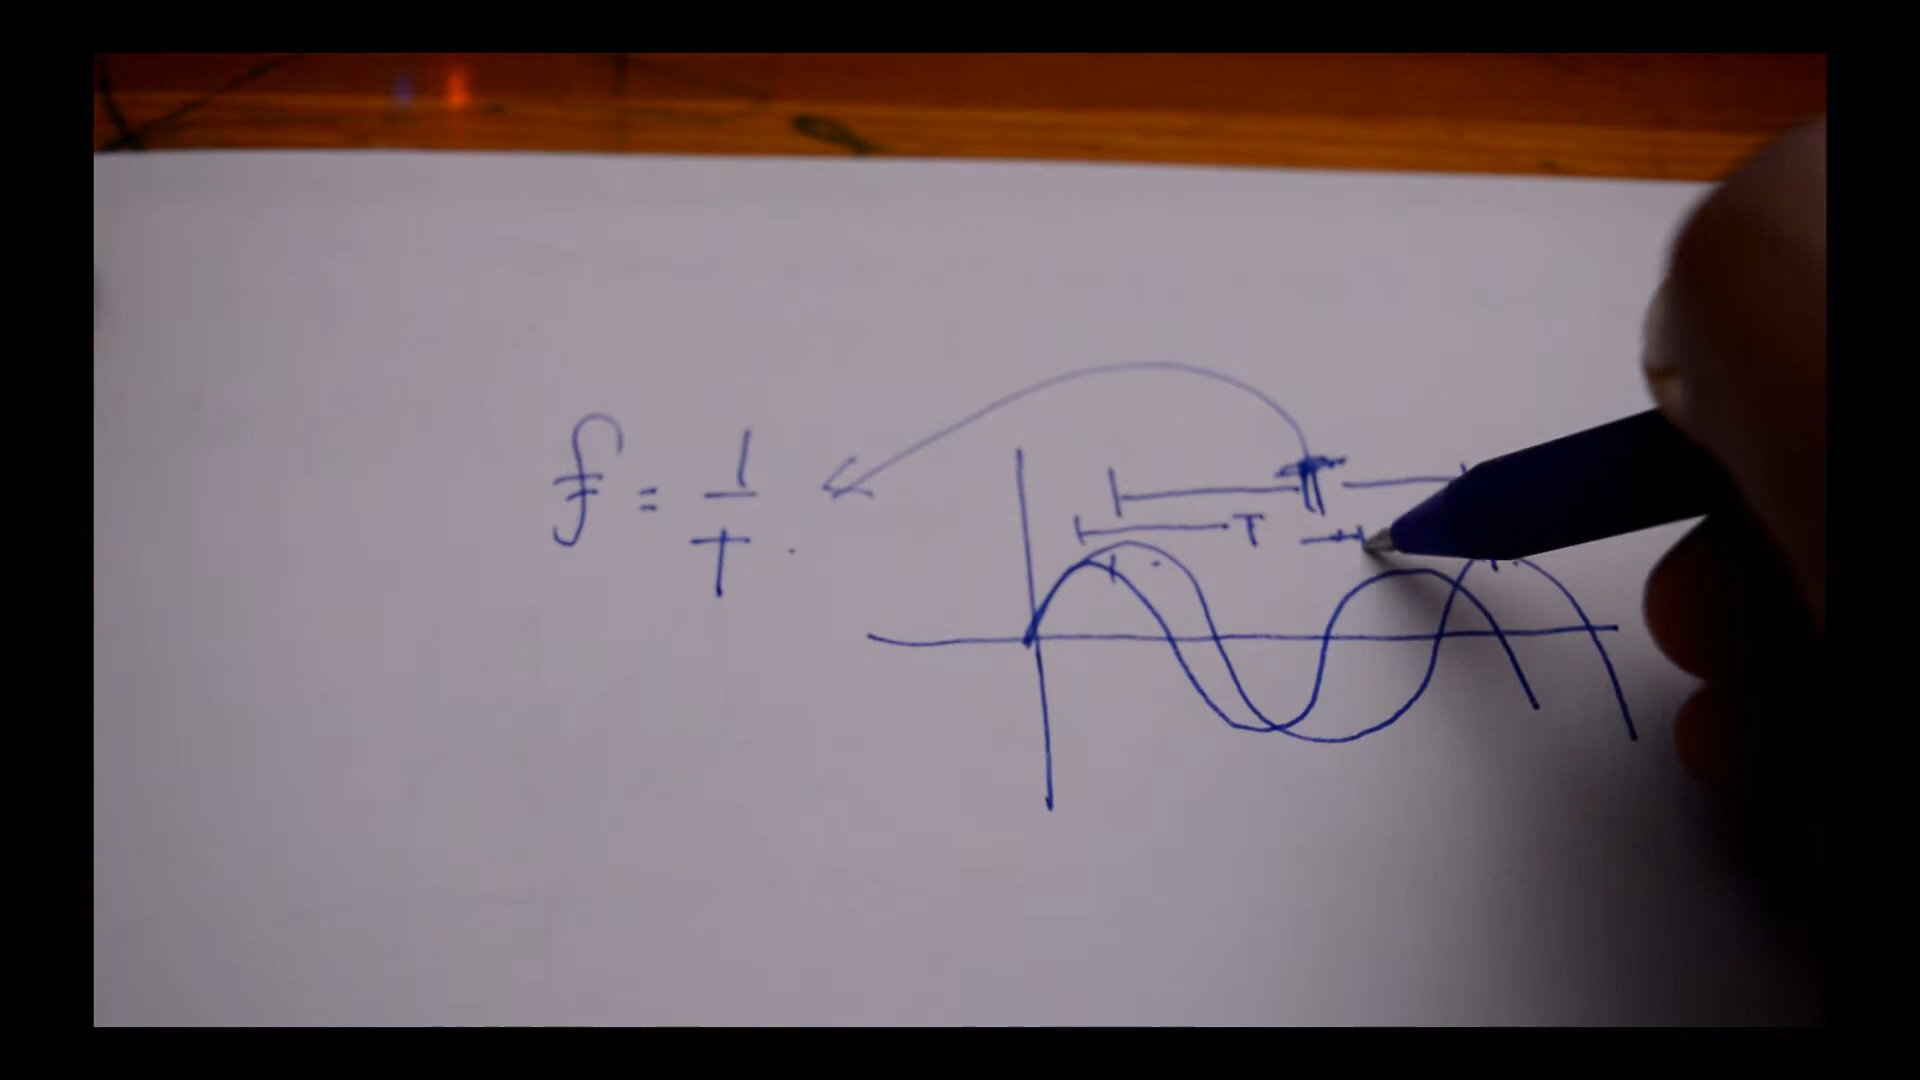 f = 1/T .
T
T